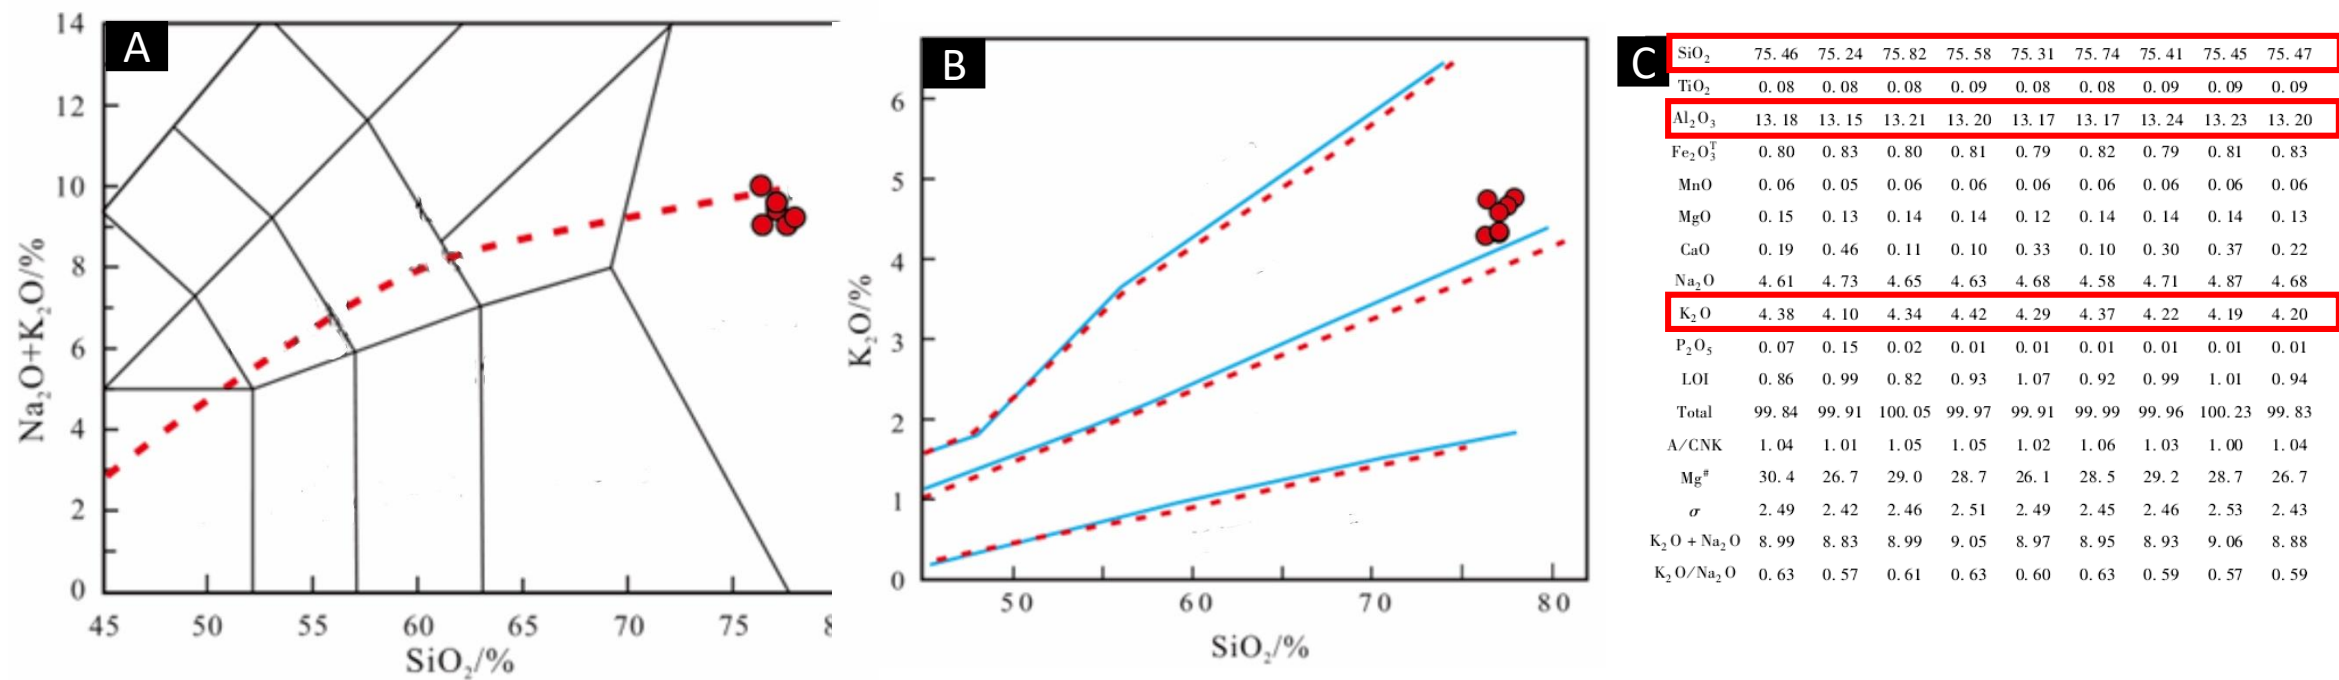 A
14
12
10
8
6
4
2
0
45 50 55 60 65 70 75 8
SiO₂/%
Na₂O+K₂O/%
B
6
5
4
3
2
1
0
50 60 70 80
SiO₂/%
K₂O/%
C
SiO₂ 75.46 75.24 75.82 75.58 75.31 75.74 75.41 75.45 75.47
TiO₂ 0.08 0.08 0.08 0.09 0.08 0.08 0.09 0.09 0.09
Al₂O₃ 13.18 13.15 13.21 13.20 13.17 13.17 13.24 13.23 13.20
Fe₂O₃ᵀ 0.80 0.83 0.80 0.81 0.79 0.82 0.79 0.81 0.83
MnO 0.06 0.05 0.06 0.06 0.06 0.06 0.06 0.06 0.06
MgO 0.15 0.13 0.14 0.14 0.12 0.14 0.14 0.14 0.13
CaO 0.19 0.46 0.11 0.10 0.33 0.10 0.30 0.37 0.22
Na₂O 4.61 4.73 4.65 4.63 4.68 4.58 4.71 4.87 4.68
K₂O 4.38 4.10 4.34 4.42 4.29 4.37 4.22 4.19 4.20
P₂O₅ 0.07 0.15 0.02 0.01 0.01 0.01 0.01 0.01 0.01
LOI 0.86 0.99 0.82 0.93 1.07 0.92 0.99 1.01 0.94
Total 99.84 99.91 100.05 99.97 99.91 99.99 99.96 100.23 99.83
A/CNK 1.04 1.01 1.05 1.05 1.02 1.06 1.03 1.00 1.04
Mg# 30.4 26.7 29.0 28.7 26.1 28.5 29.2 28.7 26.7
σ 2.49 2.42 2.46 2.51 2.49 2.45 2.46 2.53 2.43
K₂O + Na₂O 8.99 8.83 8.99 9.05 8.97 8.95 8.93 9.06 8.88
K₂O/Na₂O 0.63 0.57 0.61 0.63 0.60 0.63 0.59 0.57 0.59